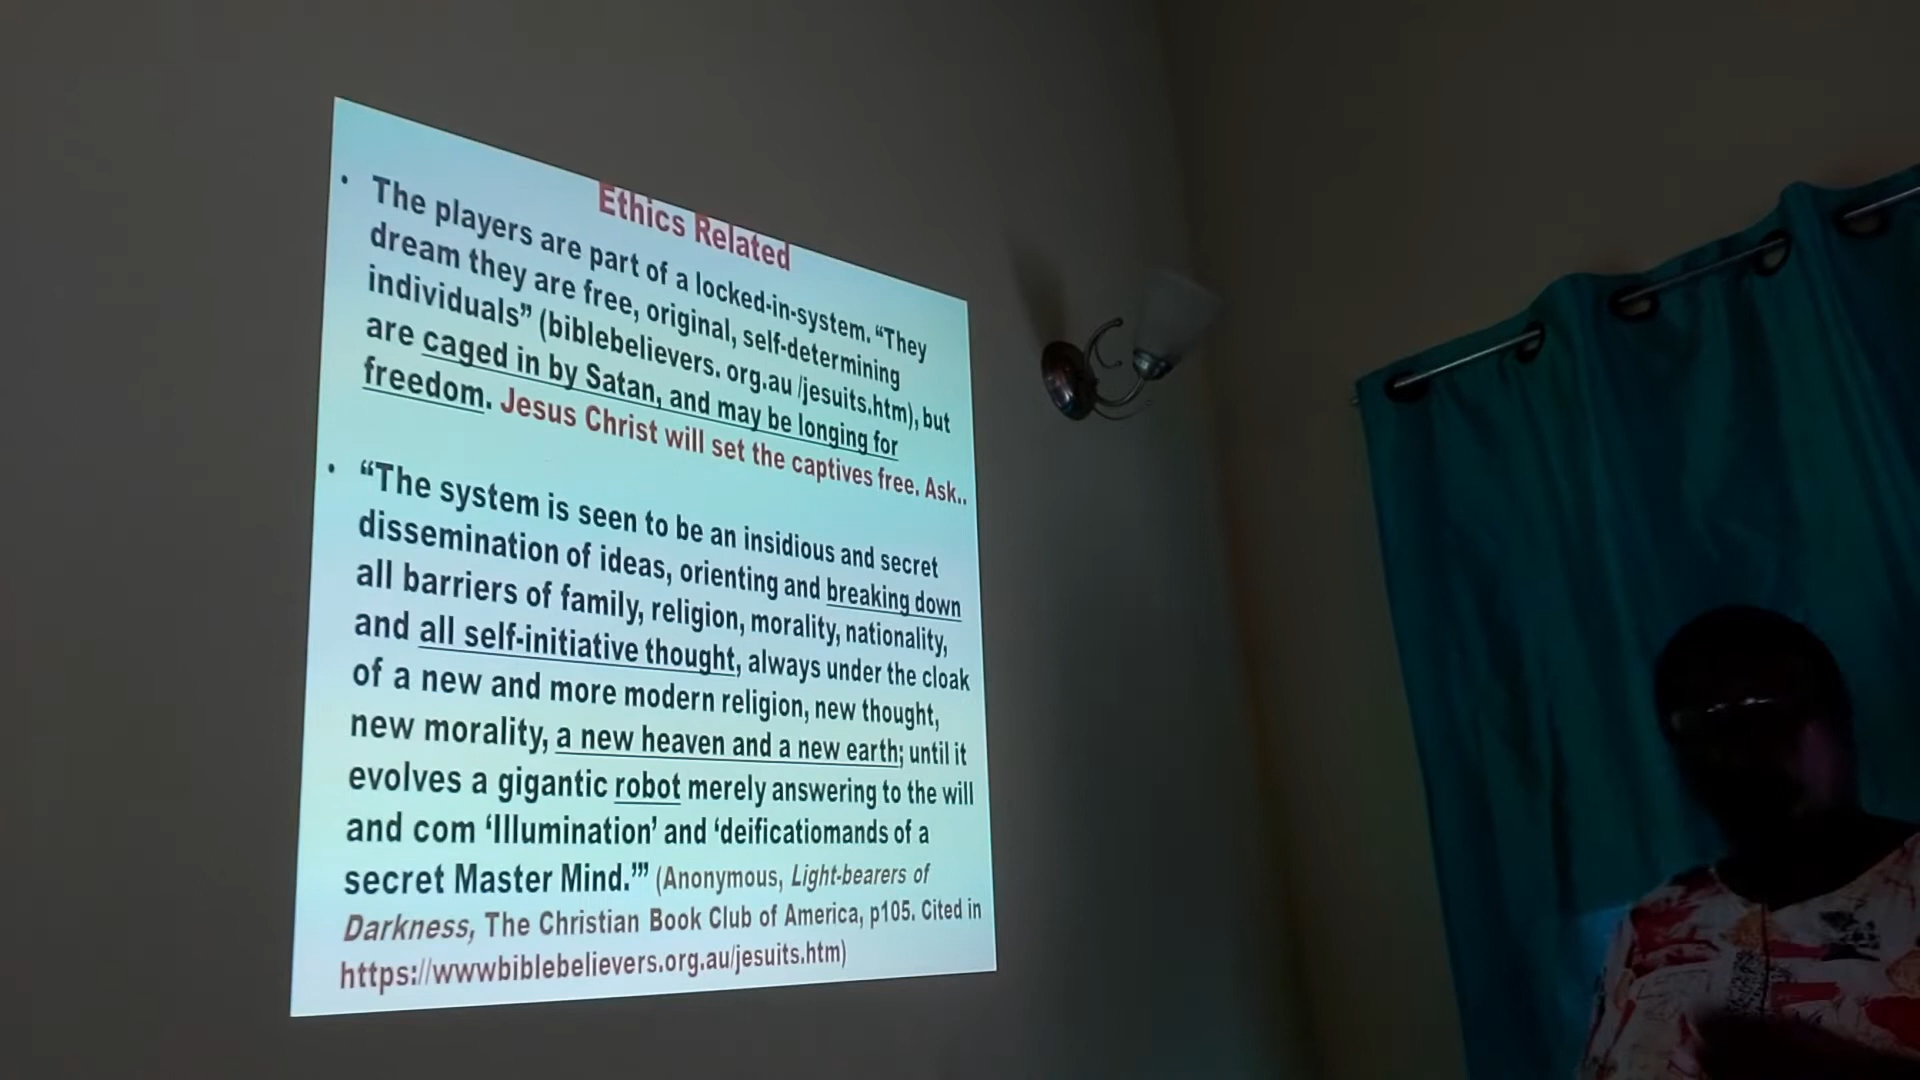 Ethics Related
• The players are part of a locked-in-system. “They
dream they are free, original, self-determining
individuals” (biblebelievers. org.au /jesuits.htm), but
are caged in by Satan, and may be longing for
freedom. Jesus Christ will set the captives free. Ask..
• “The system is seen to be an insidious and secret
dissemination of ideas, orienting and breaking down
all barriers of family, religion, morality, nationality,
and all self-initiative thought, always under the cloak
of a new and more modern religion, new thought,
new morality, a new heaven and a new earth; until it
evolves a gigantic robot merely answering to the will
and com ‘Illumination’ and ‘deificatiomands of a
secret Master Mind.’” (Anonymous, Light-bearers of
Darkness, The Christian Book Club of America, p105. Cited in
https://wwwbiblebelievers.org.au/jesuits.htm)